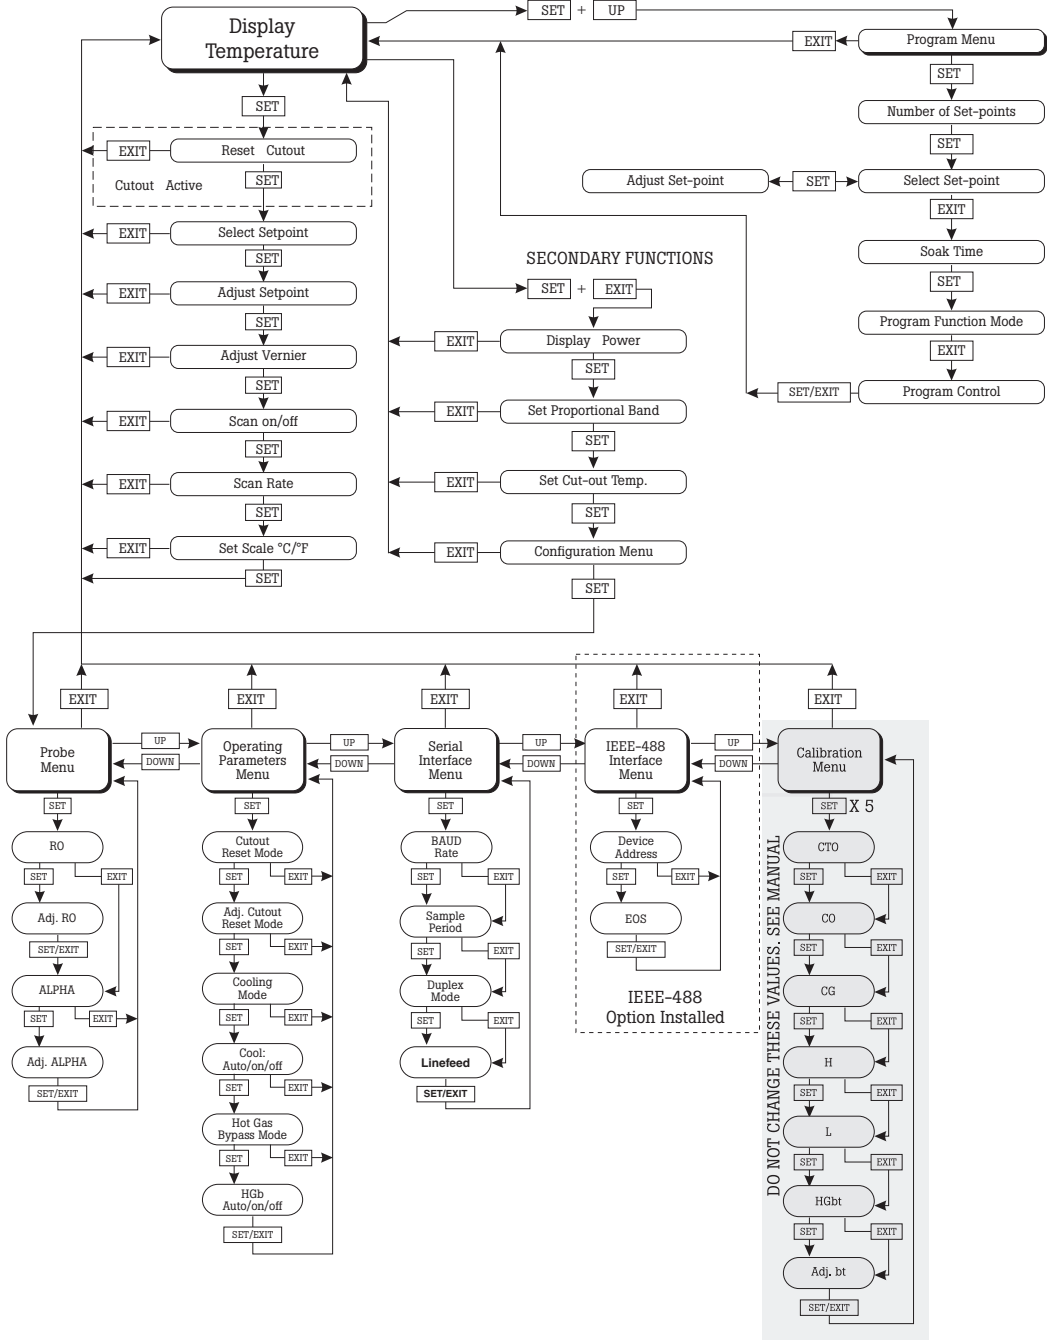 Display
Temperature
SET + UP
EXIT
Program Menu
SET
Number of Set-points
SET
Adjust Set-point
SET
Select Set-point
EXIT
Soak Time
SET
Program Function Mode
EXIT
SET/EXIT
Program Control
SET
EXIT
Reset Cutout
Cutout Active
SET
EXIT
Select Setpoint
SET
EXIT
Adjust Setpoint
SET
EXIT
Adjust Vernier
SET
EXIT
Scan on/off
SET
EXIT
Scan Rate
SET
EXIT
Set Scale °C/°F
SET
SECONDARY FUNCTIONS
SET + EXIT
EXIT
Display Power
SET
EXIT
Set Proportional Band
SET
EXIT
Set Cut-out Temp.
SET
EXIT
Configuration Menu
SET
EXIT
Probe
Menu
UP
DOWN
SET
RO
SET
EXIT
Adj. RO
SET/EXIT
ALPHA
SET
EXIT
Adj. ALPHA
SET/EXIT
EXIT
Operating
Parameters
Menu
UP
DOWN
SET
Cutout
Reset Mode
SET
EXIT
Adj. Cutout
Reset Mode
SET
EXIT
Cooling
Mode
SET
EXIT
Cool:
Auto/on/off
SET
EXIT
Hot Gas
Bypass Mode
SET
EXIT
HGb
Auto/on/off
SET/EXIT
EXIT
Serial
Interface
Menu
UP
DOWN
SET
BAUD
Rate
SET
EXIT
Sample
Period
SET
EXIT
Duplex
Mode
SET
EXIT
Linefeed
SET/EXIT
EXIT
IEEE-488
Interface
Menu
UP
DOWN
SET
Device
Address
SET
EXIT
EOS
SET/EXIT
IEEE-488
Option Installed
EXIT
Calibration
Menu
SET X 5
DO NOT CHANGE THESE VALUES. SEE MANUAL
CTO
SET
EXIT
CO
SET
EXIT
CG
SET
EXIT
H
SET
EXIT
L
SET
EXIT
HGbt
SET
EXIT
Adj. bt
SET/EXIT